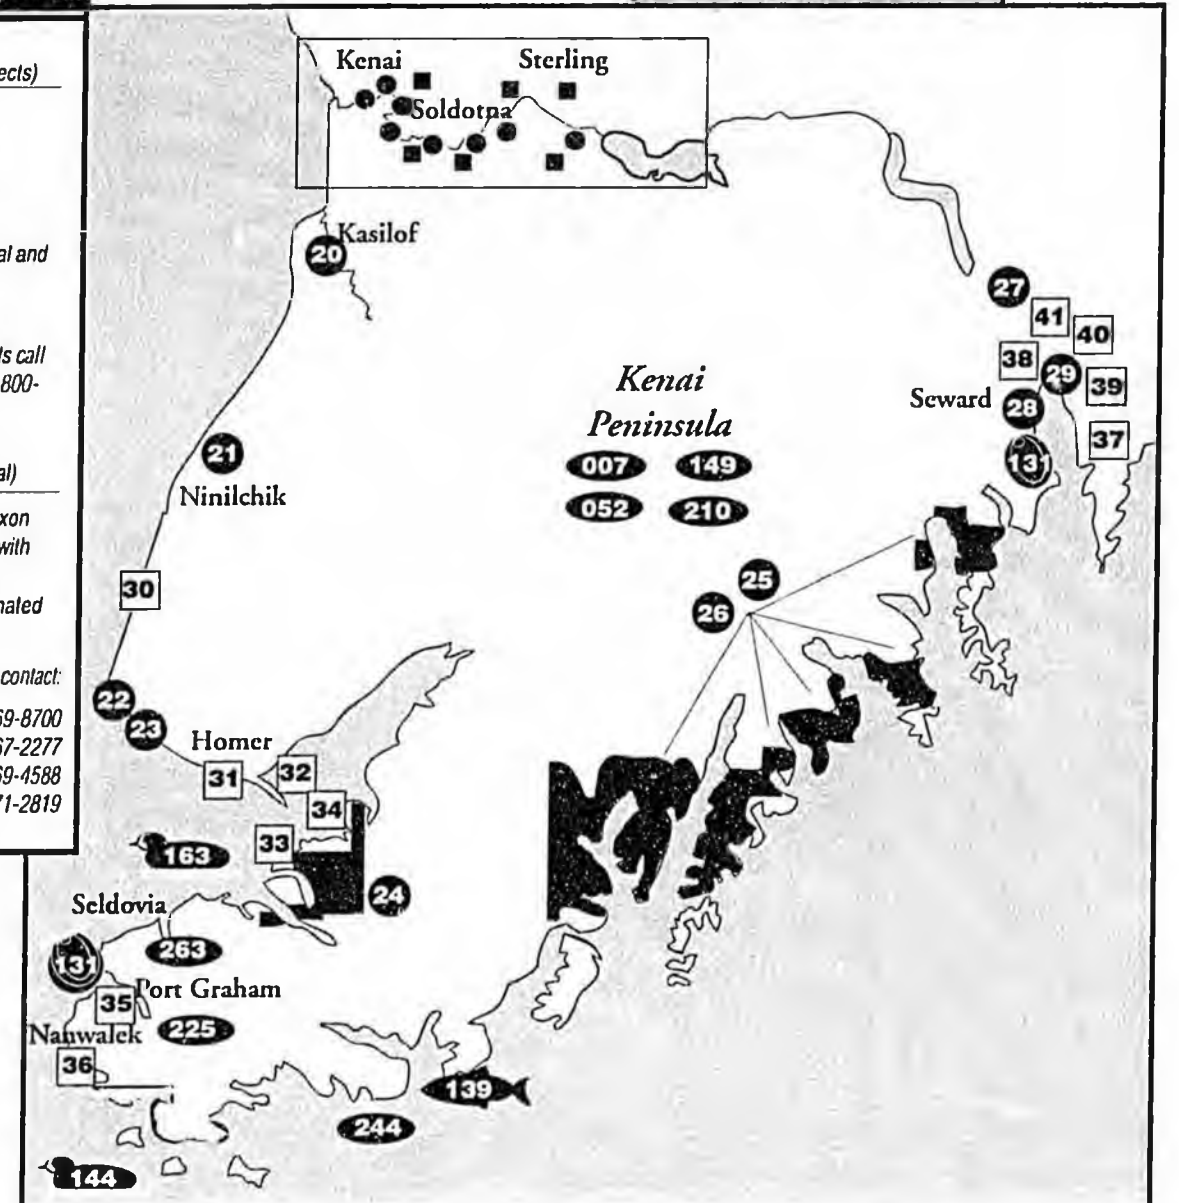 ects)
al and
ls call
800-
al)
xon
with
nated
contact:
69-8700
67-2277
69-4588
71-2819
Kenai
Sterling
Soldotna
Kasilof
20
27
41
40
38
29
39
Seward
28
37
131
Kenai
Peninsula
007 149
052 210
21
Ninilchik
30
25
26
22
23
Homer
31
32
34
33
163
24
Seldovia
263
131
Port Graham
35
225
Nanwalek
36
139
244
144